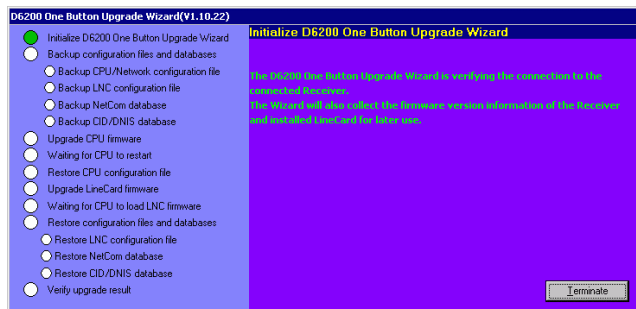 D6200 One Button Upgrade Wizard(V1.10.22)
Initialize D6200 One Button Upgrade Wizard
Backup configuration files and databases
Backup CPU/Network configuration file
Backup LNC configuration file
Backup NetCom database
Backup CID/DNIS database
Upgrade CPU firmware
Waiting for CPU to restart
Restore CPU configuration file
Upgrade LineCard firmware
Waiting for CPU to load LNC firmware
Restore configuration files and databases
Restore LNC configuration file
Restore NetCom database
Restore CID/DNIS database
Verify upgrade result
Initialize D6200 One Button Upgrade Wizard
The D6200 One Button Upgrade Wizard is verifying the connection to the
connected Receiver.
The Wizard will also collect the firmware version information of the Receiver
and installed LineCard for later use.
Terminate